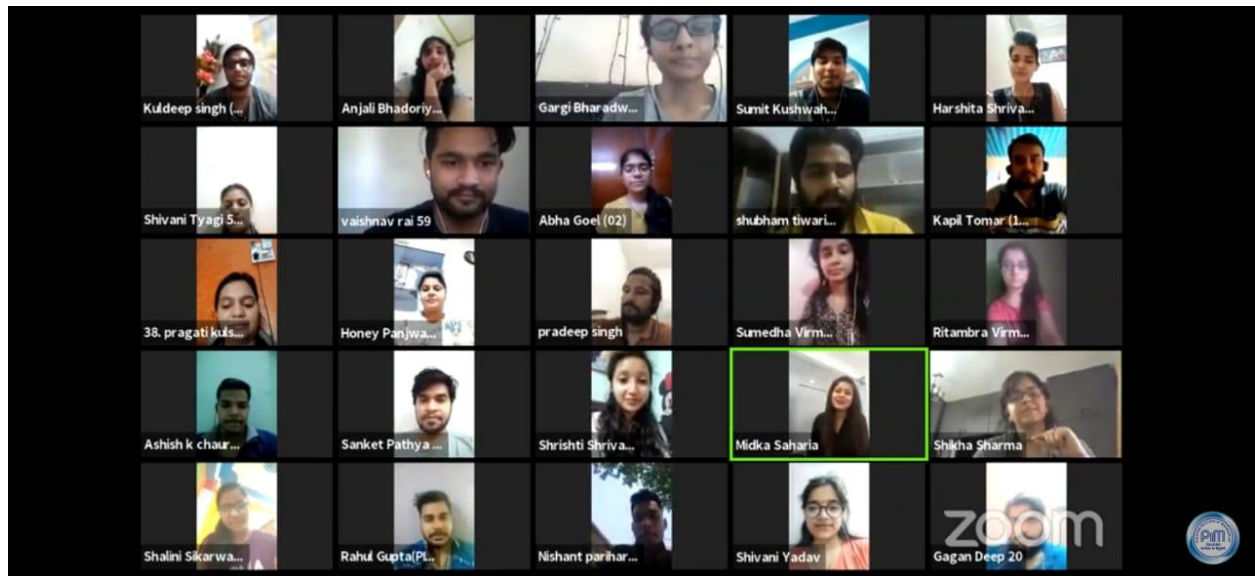 Kuldeep singh (...
Anjali Bhadoriy...
Gargi Bharadw...
Sumit Kushwah...
Harshita Shriva...
Shivani Tyagi 5...
vaishnav rai 59
Abha Goel (02)
shubham tiwari...
Kapil Tomar (1...
38. pragati kuls...
Honey Panjwa...
pradeep singh
Sumedha Virm...
Ritambra Virm...
Ashish k chaur...
Sanket Pathya ...
Shrishti Shriva...
Midka Saharia
Shikha Sharma
Shalini Sikarwa...
Rahul Gupta(PI...
Nishant parihar...
Shivani Yadav
Gagan Deep 20
zoom
PIM